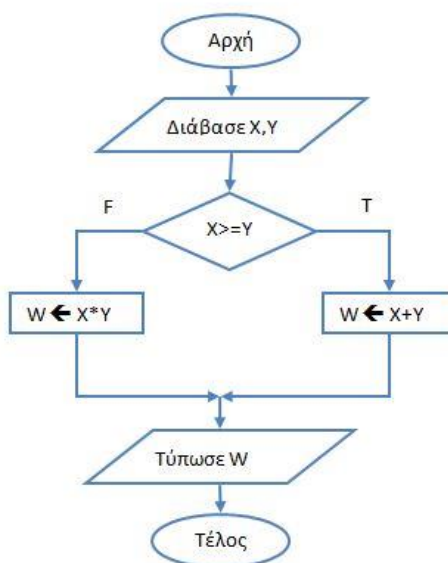 Αρχή
Διάβασε X,Y
F
T
X>=Y
W 🡸 X*Y
W 🡸 X+Y
Τύπωσε W
Τέλος